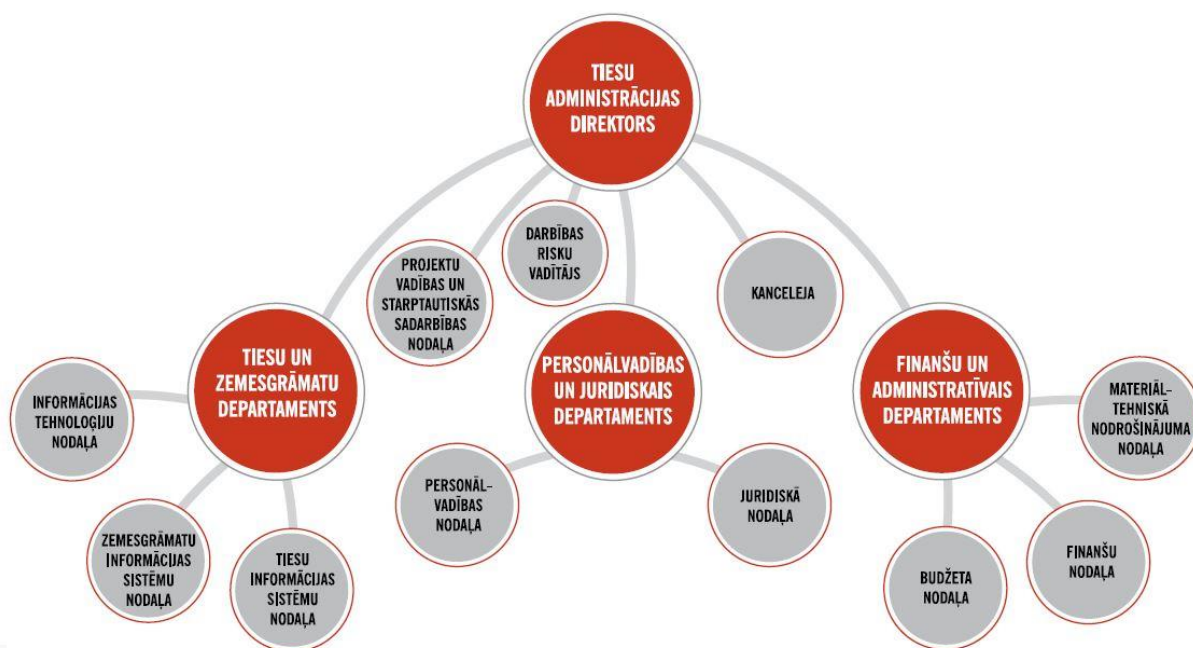 TIESU
ADMINISTRĀCIJAS
DIREKTORS
DARBĪBAS
RISKU
VADĪTĀJS
PROJEKTU
VADĪBAS UN
STARPTAUTISKĀS
SADARBĪBAS
NODAĻA
KANCELEJA
TIESU UN
ZEMESGRĀMATU
DEPARTAMENTS
PERSONĀLVADĪBAS
UN JURIDISKAIS
DEPARTAMENTS
FINANŠU UN
ADMINISTRATĪVAIS
DEPARTAMENTS
INFORMĀCIJAS
TEHNOLOĢIJU
NODAĻA
MATERIĀL-
TEHNISKĀ
NODROŠINĀJUMA
NODAĻA
PERSONĀL-
VADĪBAS
NODAĻA
JURIDISKĀ
NODAĻA
ZEMESGRĀMATU
INFORMĀCIJAS
SISTĒMU
NODAĻA
TIESU
INFORMĀCIJAS
SISTĒMU
NODAĻA
BUDŽETA
NODAĻA
FINANŠU
NODAĻA